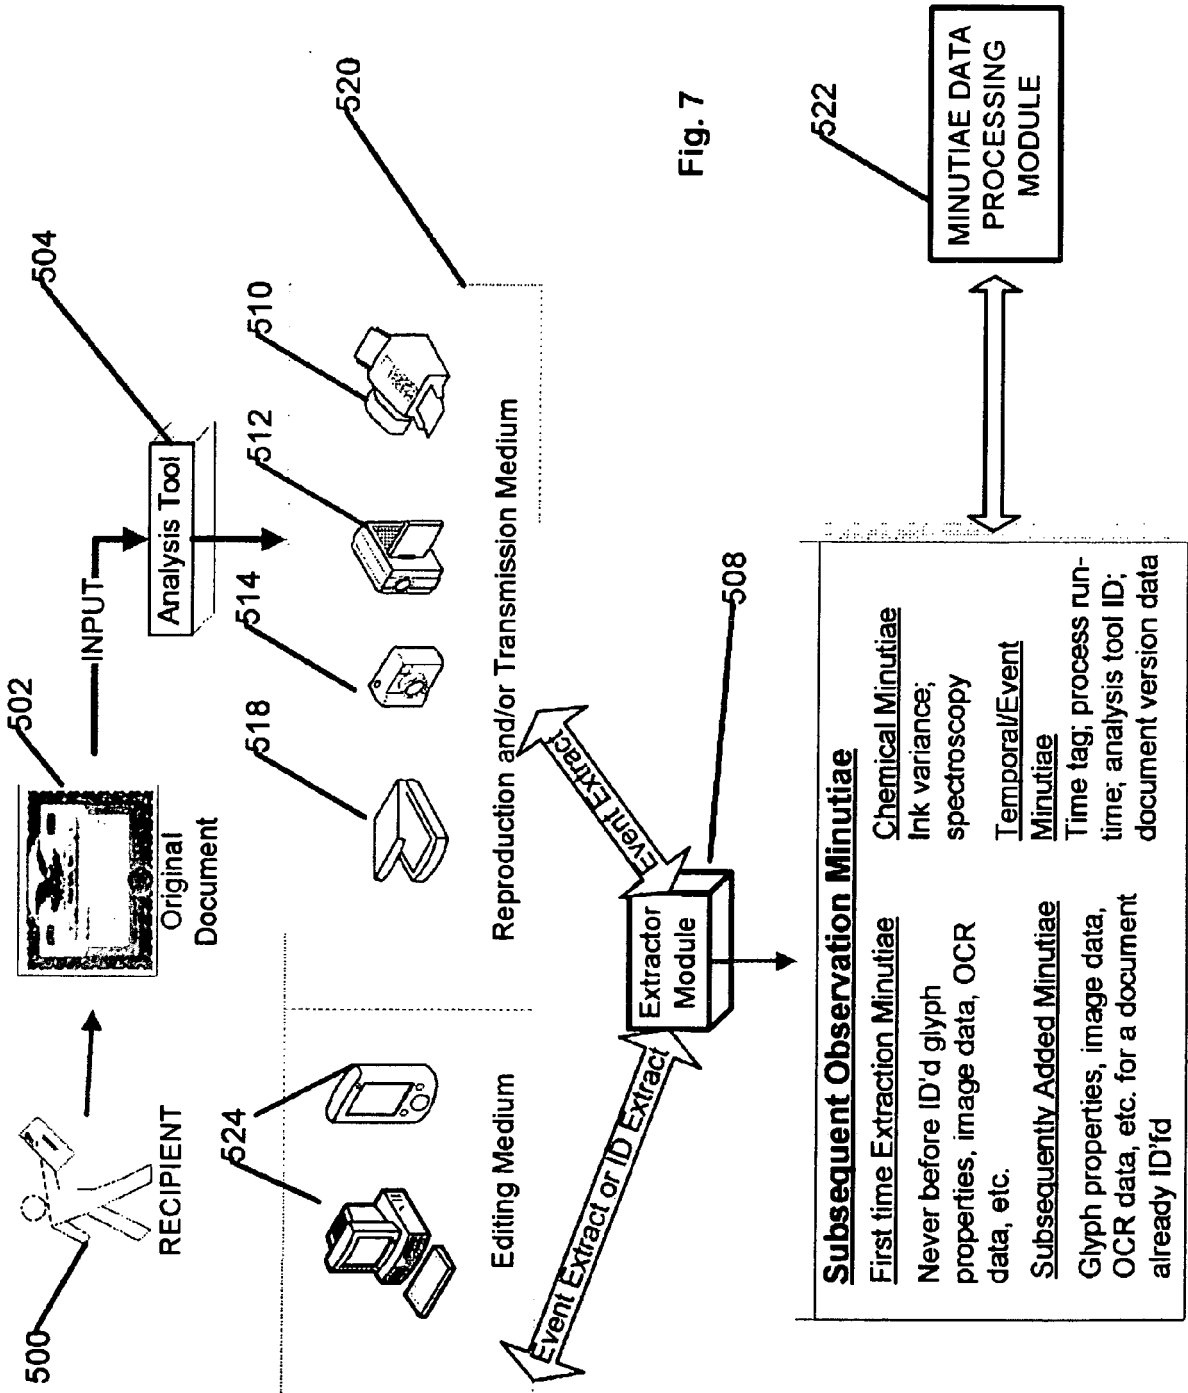 500
RECIPIENT
502
Original
Document
INPUT
504
Analysis Tool
524
Editing Medium
518
514
512
510
520
Reproduction and/or Transmission Medium
Event Extract or ID Extract
Event Extract
Extractor
Module
508
Fig. 7
Subsequent Observation Minutiae
First time Extraction Minutiae
Never before ID'd glyph
properties, image data, OCR
data, etc.
Subsequently Added Minutiae
Glyph properties, image data,
OCR data, etc. for a document
already ID'fd
Chemical Minutiae
Ink variance;
spectroscopy
Temporal/Event
Minutiae
Time tag; process run-
time; analysis tool ID;
document version data
522
MINUTIAE DATA
PROCESSING
MODULE